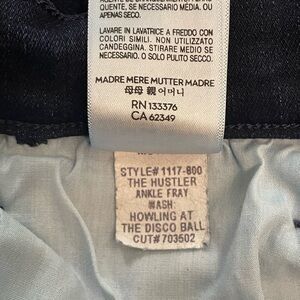 QUENTE, SE NECESSARIO MEDIA. OU
APENAS SECO.
LAVARE IN LAVATRICE A FREDDO CON
COLORI SIMILI. NON UTILIZZATO
CANDEGGINA. STIRARE MEDIO SE
NECESSARIO. O SOLO PULITO SECCO.
MADRE MERE MUTTER MADRE
母母 親 어머니
RN 133376
CA 62349
STYLE# 1117-800
THE HUSTLER
ANKLE FRAY
WASH:
HOWLING AT
THE DISCO BALL
CUT# 703502